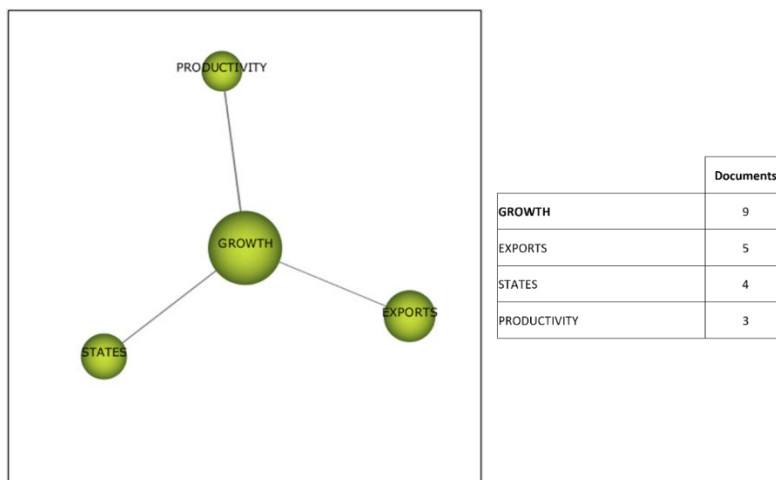 PRODUCTIVITY
GROWTH
EXPORTS
STATES
Documents
GROWTH 9
EXPORTS 5
STATES 4
PRODUCTIVITY 3